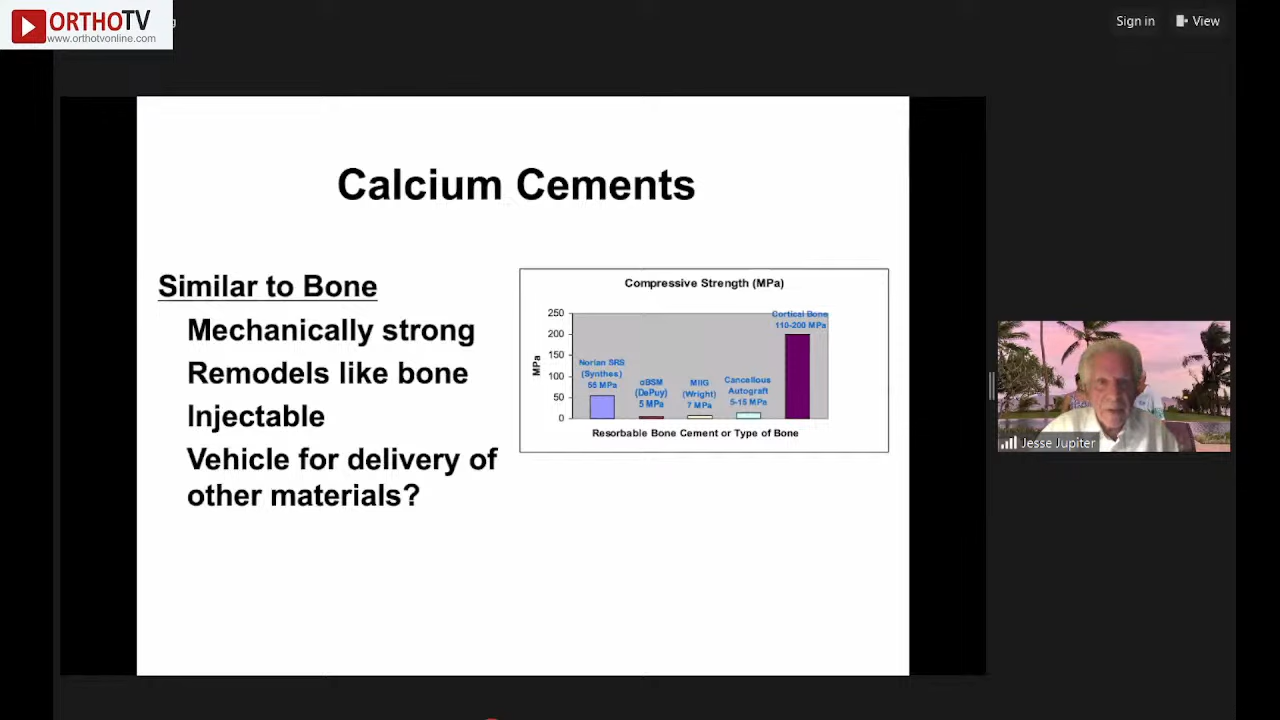 ORTHOTV
www.orthotvonline.com
Sign in
View
Calcium Cements
Similar to Bone
Mechanically strong
Remodels like bone
Injectable
Vehicle for delivery of
other materials?
Compressive Strength (MPa)
MPa
250
200
150
100
50
0
Norian SRS
(Synthes)
55 MPa
αBSM
(DePuy)
5 MPa
MIIG
(Wright)
7 MPa
Cancellous
Autograft
5-15 MPa
Cortical Bone
110-200 MPa
Resorbable Bone Cement or Type of Bone
Jesse Jupiter